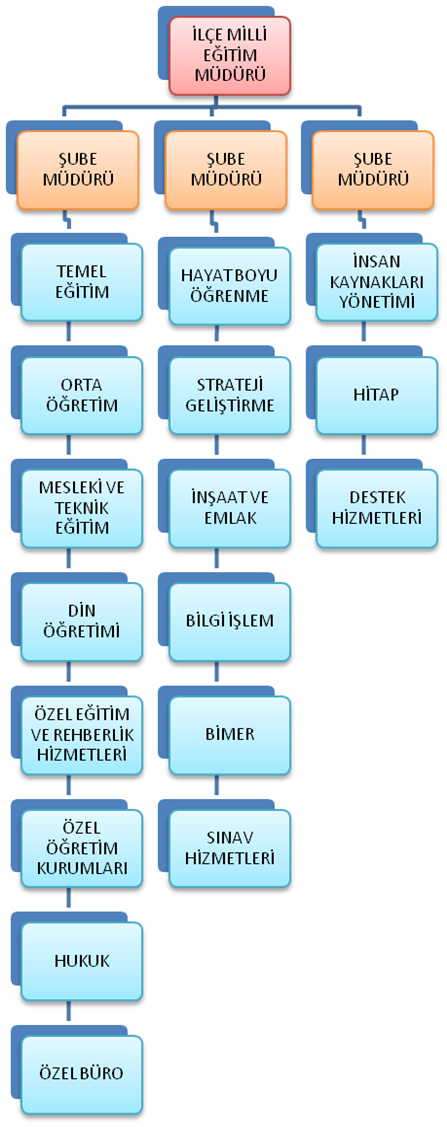 İLÇE MİLLİ
EĞİTİM
MÜDÜRÜ
ŞUBE
MÜDÜRÜ
TEMEL
EĞİTİM
ORTA
ÖĞRETİM
MESLEKİ VE
TEKNİK
EĞİTİM
DİN
ÖĞRETİMİ
ÖZEL EĞİTİM
VE REHBERLİK
HİZMETLERİ
ÖZEL
ÖĞRETİM
KURUMLARI
HUKUK
ÖZEL BÜRO
ŞUBE
MÜDÜRÜ
HAYAT BOYU
ÖĞRENME
STRATEJİ
GELİŞTİRME
İNŞAAT VE
EMLAK
BİLGİ İŞLEM
BİMER
SINAV
HİZMETLERİ
ŞUBE
MÜDÜRÜ
İNSAN
KAYNAKLARI
YÖNETİMİ
HİTAP
DESTEK
HİZMETLERİ